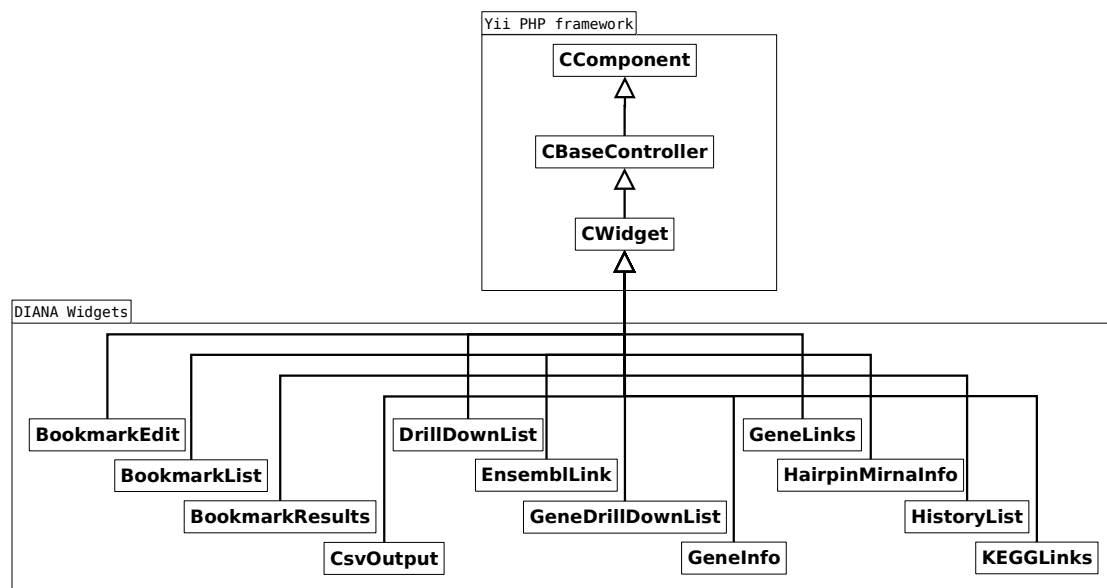 Yii PHP framework
CComponent
CBaseController
CWidget
DIANA Widgets
BookmarkEdit
DrillDownList
GeneLinks
BookmarkList
EnsemblLink
HairpinMirnaInfo
BookmarkResults
GeneDrillDownList
HistoryList
CsvOutput
GeneInfo
KEGGLinks